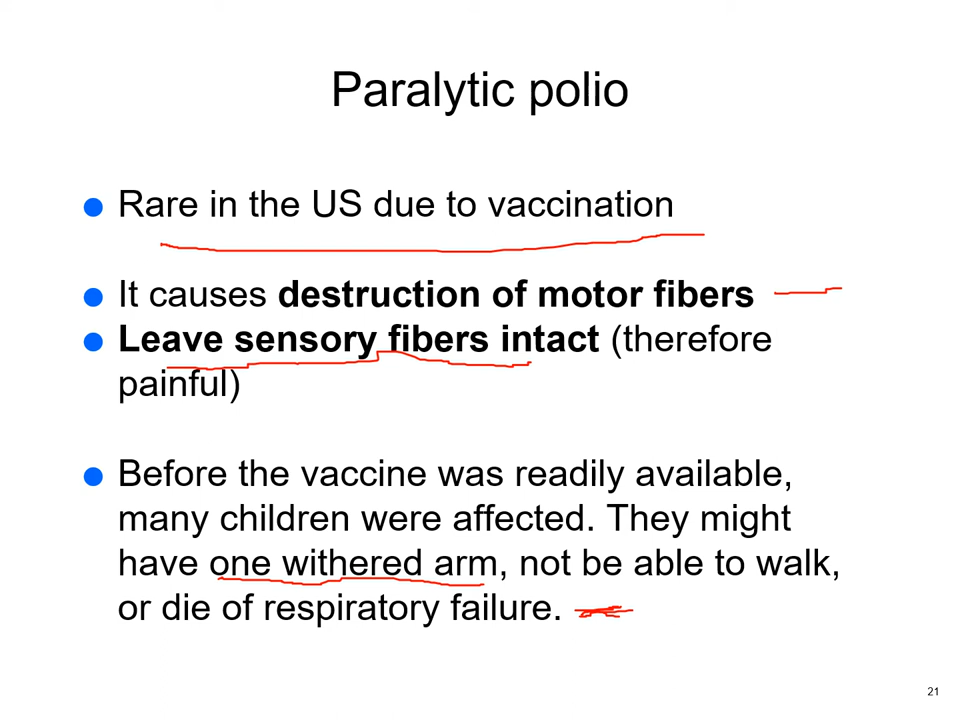 Paralytic polio
● Rare in the US due to vaccination
● It causes destruction of motor fibers
● Leave sensory fibers intact (therefore
painful)
● Before the vaccine was readily available,
many children were affected. They might
have one withered arm, not be able to walk,
or die of respiratory failure.
21